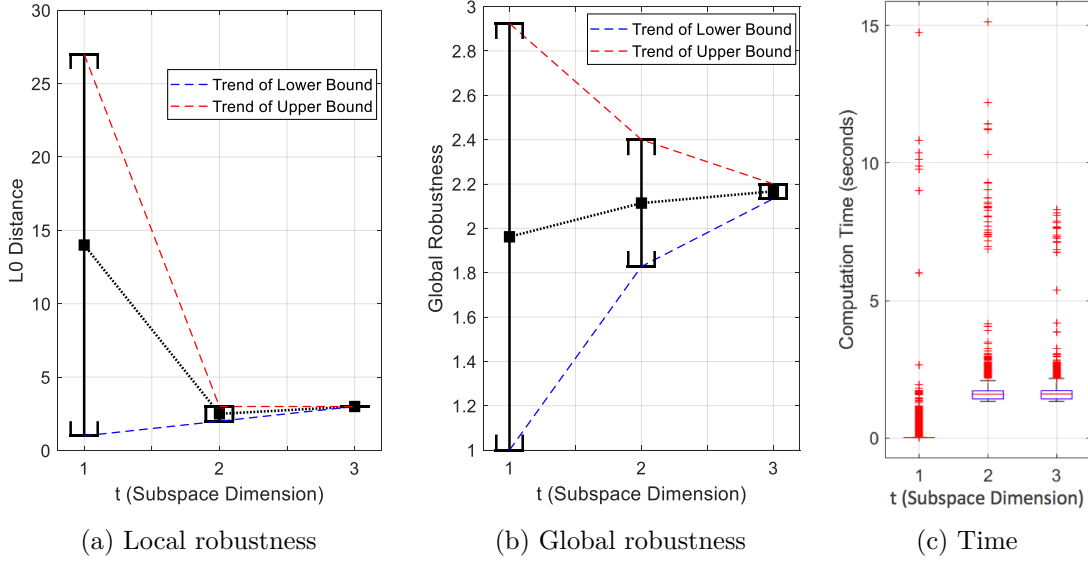 30
25
20
15
10
5
0
L0 Distance
Trend of Lower Bound
Trend of Upper Bound
1 2 3
t (Subspace Dimension)
(a) Local robustness
3
2.8
2.6
2.4
2.2
2
1.8
1.6
1.4
1.2
1
Global Robustness
Trend of Lower Bound
Trend of Upper Bound
1 2 3
t (Subspace Dimension)
(b) Global robustness
15
10
5
0
Computation Time (seconds)
1 2 3
t (Subspace Dimension)
(c) Time